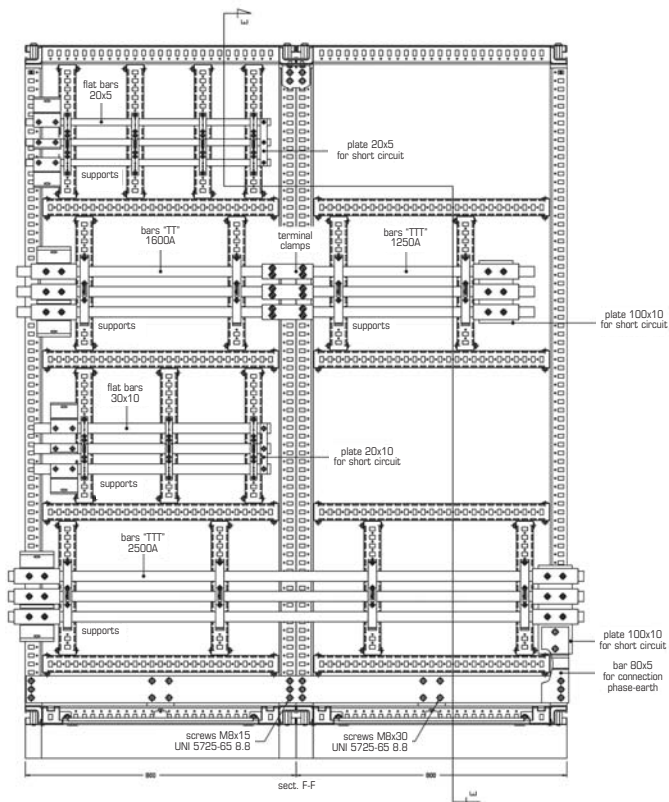 E
flat bars
20x5
plate 20x5
for short circuit
supports
bars "TT"
1600A
terminal
clamps
bars "TTT"
1250A
supports
supports
plate 100x10
for short circuit
flat bars
30x10
plate 20x10
for short circuit
supports
bars "TTT"
2500A
supports
plate 100x10
for short circuit
bar 80x5
for connection
phase-earth
screws M8x15
UNI 5725-65 8.8
screws M8x30
UNI 5725-65 8.8
sect. F-F
E